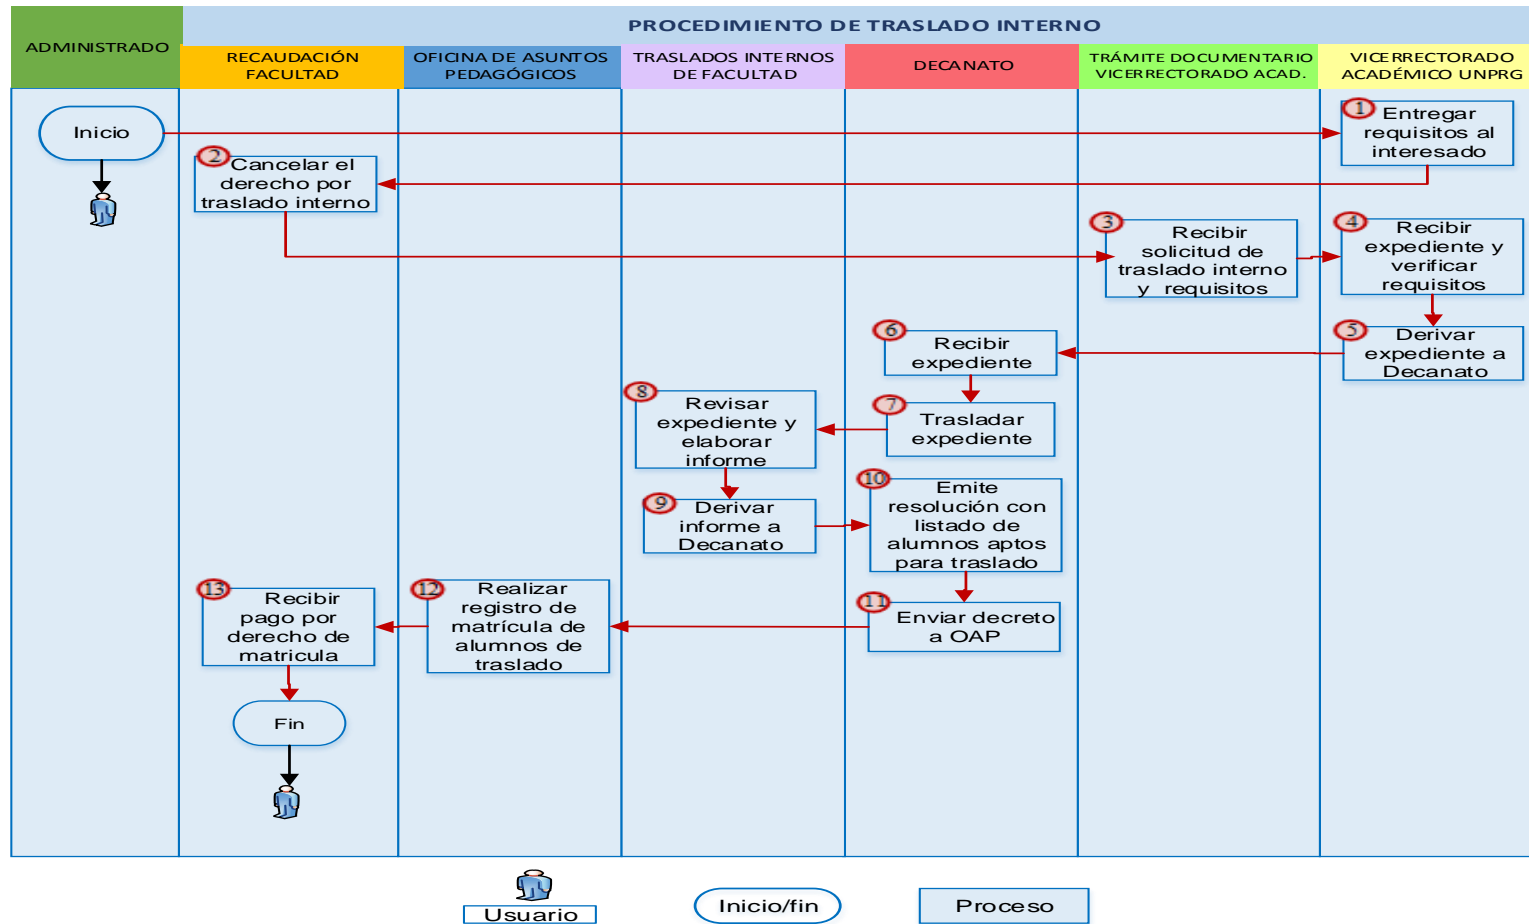 PROCEDIMIENTO DE TRASLADO INTERNO
ADMINISTRADO
RECAUDACIÓN
FACULTAD
OFICINA DE ASUNTOS
PEDAGÓGICOS
TRASLADOS INTERNOS
DE FACULTAD
DECANATO
TRÁMITE DOCUMENTARIO
VICERRECTORADO ACAD.
VICERRECTORADO
ACADÉMICO UNPRG
Inicio
1
Entregar
requisitos al
interesado
2
Cancelar el
derecho por
traslado interno
3
Recibir
solicitud de
traslado interno
y requisitos
4
Recibir
expediente y
verificar
requisitos
5
Derivar
expediente a
Decanato
6
Recibir
expediente
7
Trasladar
expediente
8
Revisar
expediente y
elaborar
informe
9
Derivar
informe a
Decanato
10
Emite
resolución con
listado de
alumnos aptos
para traslado
11
Enviar decreto
a OAP
12
Realizar
registro de
matrícula de
alumnos de
traslado
13
Recibir
pago por
derecho de
matricula
Fin
Usuario
Inicio/fin
Proceso